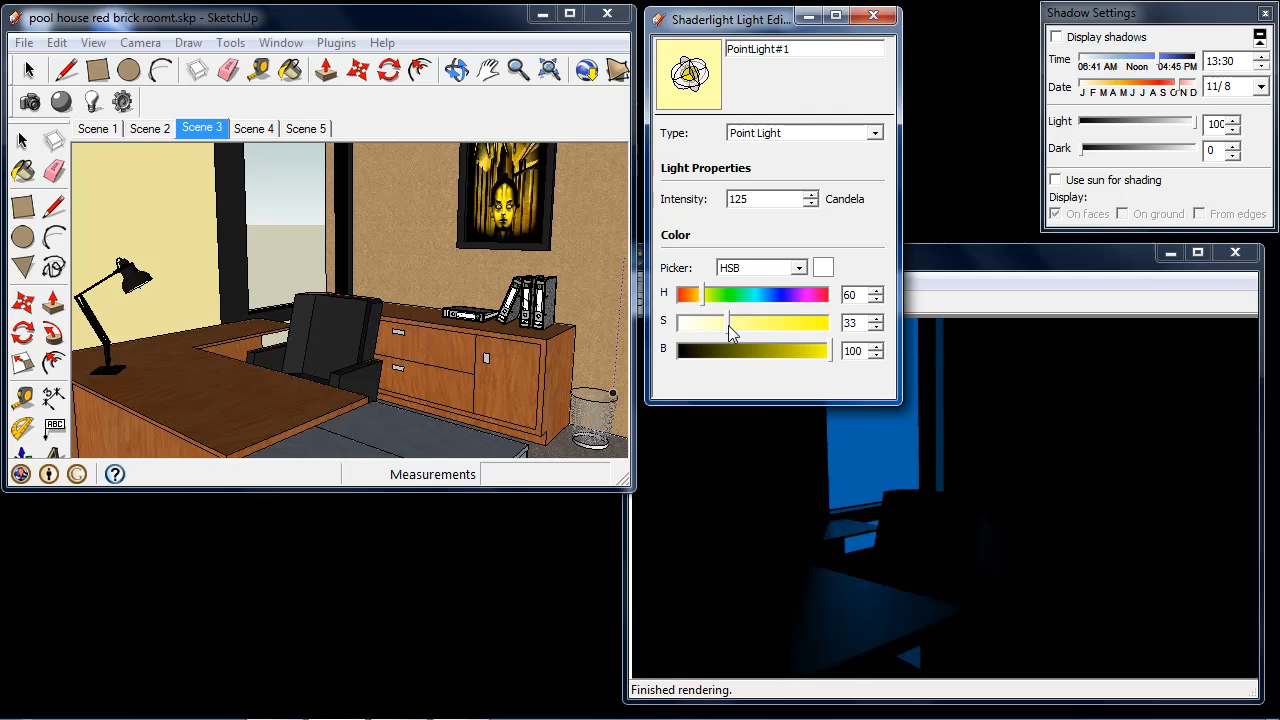 pool house red brick roomt.skp - SketchUp
File Edit View Camera Draw Tools Window Plugins Help
Scene 1 Scene 2 Scene 3 Scene 4 Scene 5
ABC
Measurements
Shaderlight Light Edi...
PointLight#1
Type: Point Light
Light Properties
Intensity: 125 Candela
Color
Picker: HSB
H 60
S 33
B 100
Shadow Settings
Display shadows
Time 06:41 AM Noon 04:45 PM 13:30
Date J F M A M J J A S O N D 11/ 8
Light 100
Dark 0
Use sun for shading
Display:
On faces On ground From edges
Finished rendering.